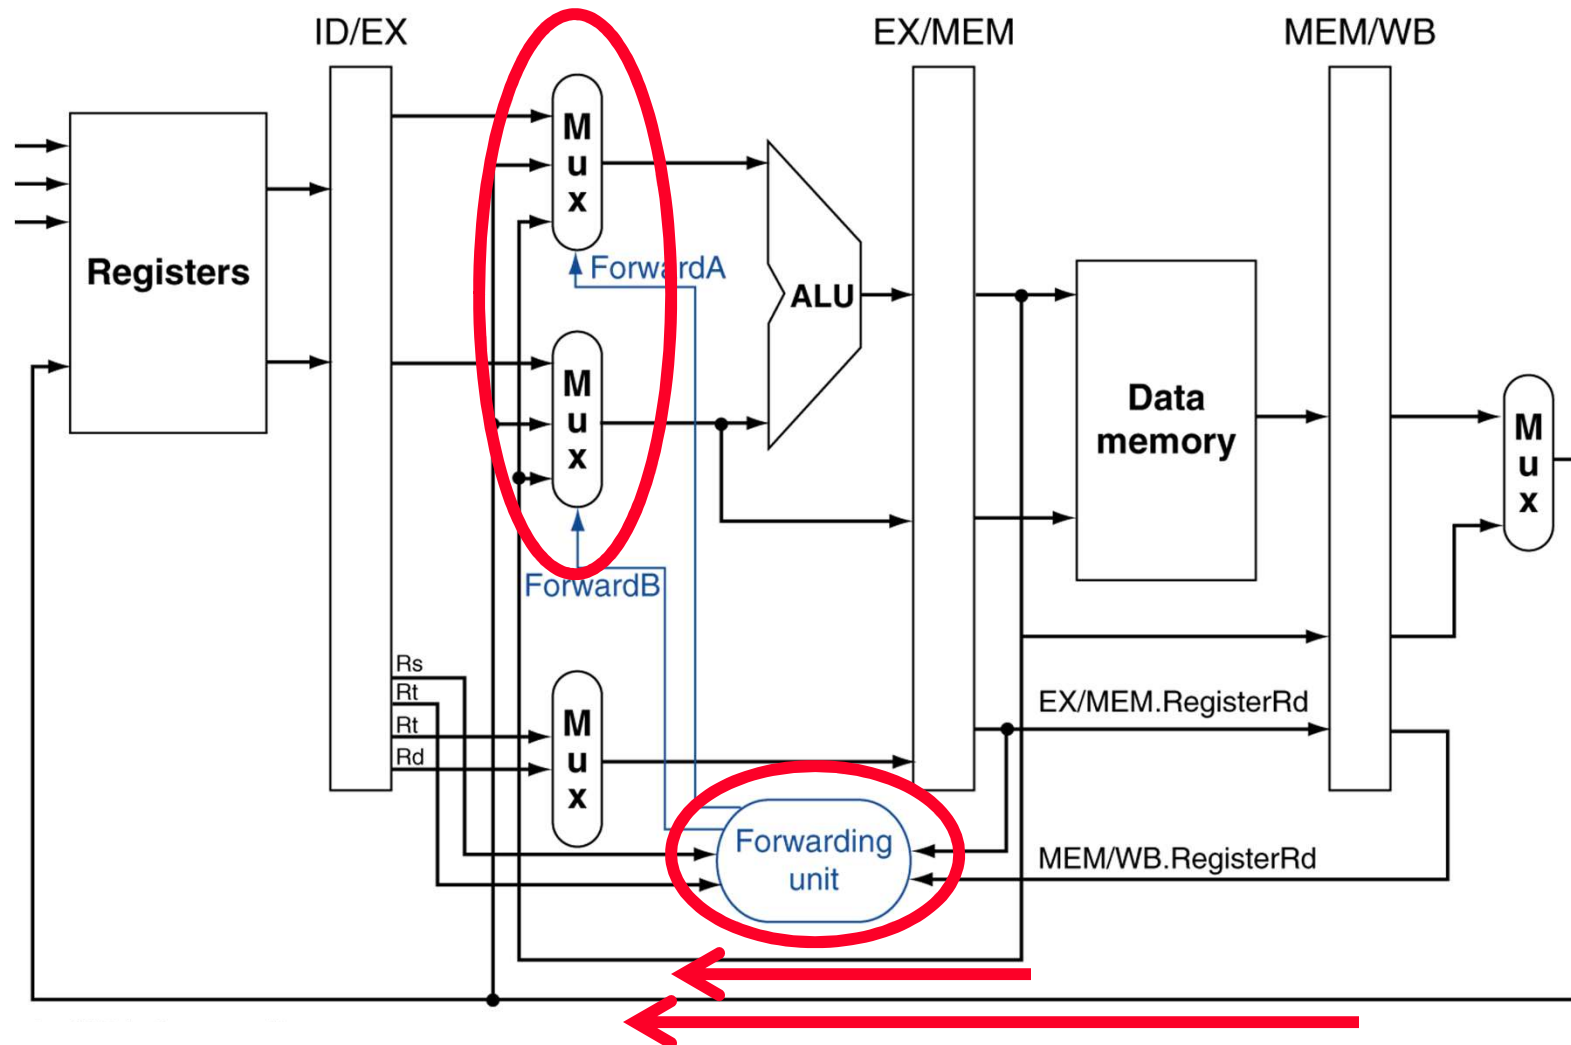 ID/EX
EX/MEM
MEM/WB
M
u
x
Registers
ForwardA
ALU
M
u
x
Data
memory
M
u
x
ForwardB
Rs
Rt
Rt
Rd
M
u
x
EX/MEM.RegisterRd
Forwarding
unit
MEM/WB.RegisterRd